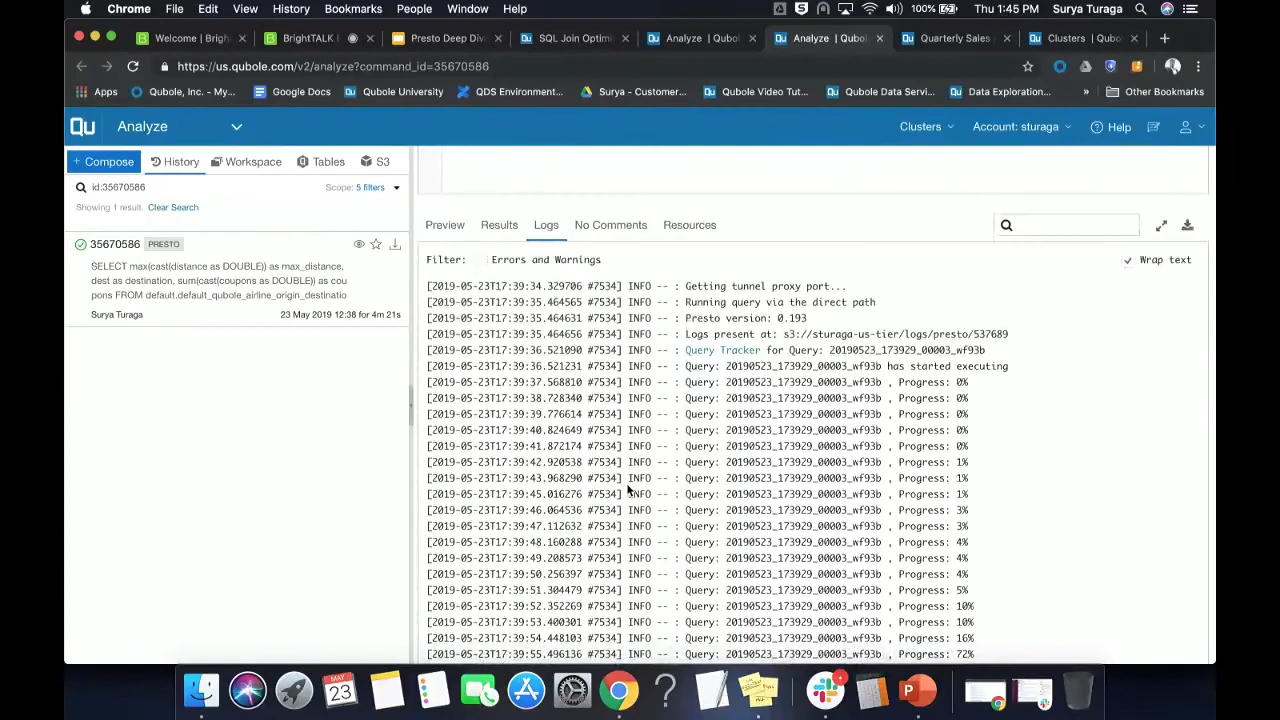 Chrome File Edit View History Bookmarks People Window Help 100% Thu 1:45 PM Surya Turaga
Welcome | Brigh BrightTALK Presto Deep Div SQL Join Optimi Analyze | Qubol Analyze | Qubol Quarterly Sales Clusters | Qubo
https://us.qubole.com/v2/analyze?command_id=35670586
Apps Qubole, Inc. - My... Google Docs Qubole University QDS Environment... Surya - Customer... Qubole Video Tut... Qubole Data Servi... Data Exploration... » Other Bookmarks
Qu Analyze Clusters Account: sturaga Help
+ Compose History Workspace Tables S3
id:35670586 Scope: 5 filters
Showing 1 result. Clear Search
35670586 PRESTO
SELECT max(cast(distance as DOUBLE)) as max_distance,
dest as destination, sum(cast(coupons as DOUBLE)) as cou
pons FROM default.default_qubole_airline_origin_destinatio
Surya Turaga 23 May 2019 12:38 for 4m 21s
Preview Results Logs No Comments Resources
Filter: Errors and Warnings Wrap text
[2019-05-23T17:39:34.329706 #7534] INFO -- : Getting tunnel proxy port...
[2019-05-23T17:39:35.464565 #7534] INFO -- : Running query via the direct path
[2019-05-23T17:39:35.464631 #7534] INFO -- : Presto version: 0.193
[2019-05-23T17:39:35.464656 #7534] INFO -- : Logs present at: s3://sturaga-us-tier/logs/presto/537689
[2019-05-23T17:39:36.521090 #7534] INFO -- : Query Tracker for Query: 20190523_173929_00003_wf93b
[2019-05-23T17:39:36.521231 #7534] INFO -- : Query: 20190523_173929_00003_wf93b has started executing
[2019-05-23T17:39:37.568810 #7534] INFO -- : Query: 20190523_173929_00003_wf93b , Progress: 0%
[2019-05-23T17:39:38.728340 #7534] INFO -- : Query: 20190523_173929_00003_wf93b , Progress: 0%
[2019-05-23T17:39:39.776614 #7534] INFO -- : Query: 20190523_173929_00003_wf93b , Progress: 0%
[2019-05-23T17:39:40.824649 #7534] INFO -- : Query: 20190523_173929_00003_wf93b , Progress: 0%
[2019-05-23T17:39:41.872174 #7534] INFO -- : Query: 20190523_173929_00003_wf93b , Progress: 0%
[2019-05-23T17:39:42.920538 #7534] INFO -- : Query: 20190523_173929_00003_wf93b , Progress: 1%
[2019-05-23T17:39:43.968290 #7534] INFO -- : Query: 20190523_173929_00003_wf93b , Progress: 1%
[2019-05-23T17:39:45.016276 #7534] INFO -- : Query: 20190523_173929_00003_wf93b , Progress: 1%
[2019-05-23T17:39:46.064536 #7534] INFO -- : Query: 20190523_173929_00003_wf93b , Progress: 3%
[2019-05-23T17:39:47.112632 #7534] INFO -- : Query: 20190523_173929_00003_wf93b , Progress: 3%
[2019-05-23T17:39:48.160288 #7534] INFO -- : Query: 20190523_173929_00003_wf93b , Progress: 4%
[2019-05-23T17:39:49.208573 #7534] INFO -- : Query: 20190523_173929_00003_wf93b , Progress: 4%
[2019-05-23T17:39:50.256397 #7534] INFO -- : Query: 20190523_173929_00003_wf93b , Progress: 4%
[2019-05-23T17:39:51.304479 #7534] INFO -- : Query: 20190523_173929_00003_wf93b , Progress: 5%
[2019-05-23T17:39:52.352269 #7534] INFO -- : Query: 20190523_173929_00003_wf93b , Progress: 10%
[2019-05-23T17:39:53.400301 #7534] INFO -- : Query: 20190523_173929_00003_wf93b , Progress: 10%
[2019-05-23T17:39:54.448103 #7534] INFO -- : Query: 20190523_173929_00003_wf93b , Progress: 16%
[2019-05-23T17:39:55.496136 #7534] INFO -- : Query: 20190523_173929_00003_wf93b , Progress: 72%
MAY
23